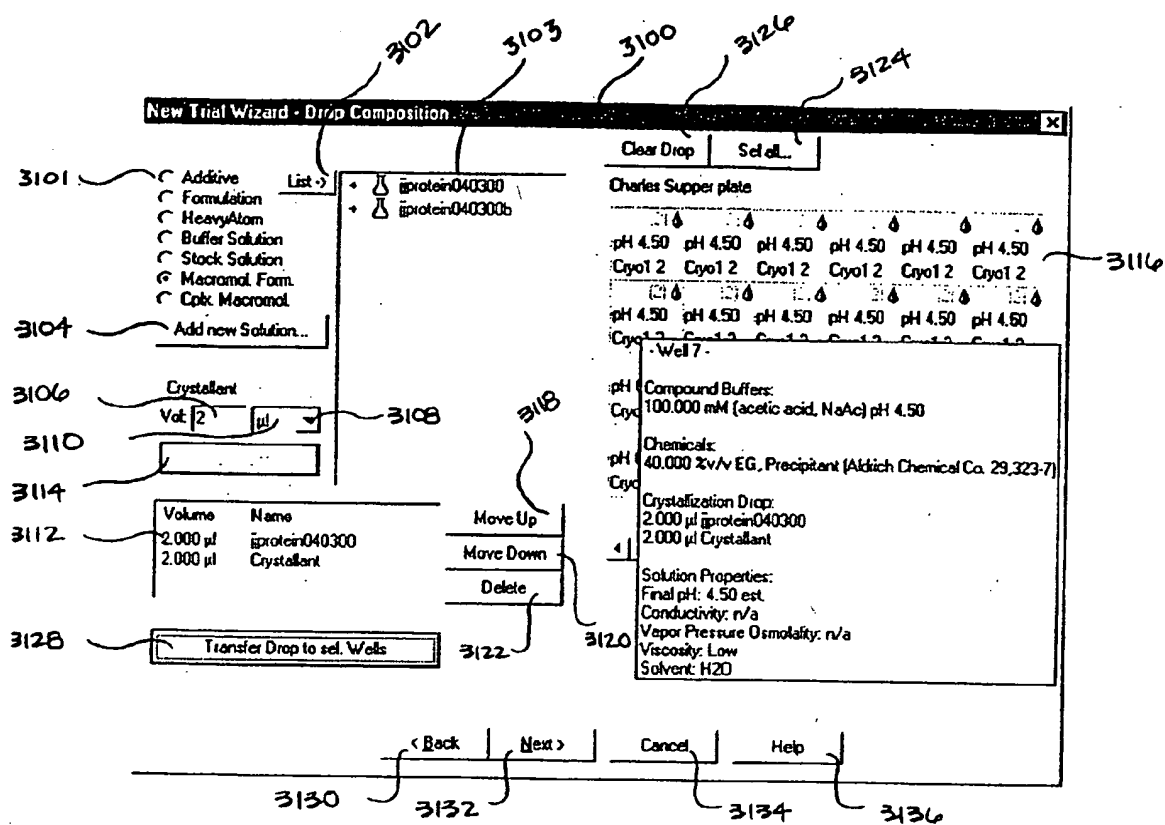 3102
3103
3100
3126
3124
New Trial Wizard - Drop Composition
Clear Drop
Sel all...
3101
Additive
List ->
jjprotein040300
Charles Supper plate
Formulation
jjprotein040300b
HeavyAtom
Buffer Solution
pH 4.50 pH 4.50 pH 4.50 pH 4.50 pH 4.50 pH 4.50
Stock Solution
3116
Macromol. Form.
Cryo1 2 Cryo1 2 Cryo1 2 Cryo1 2 Cryo1 2 Cryo1 2
Cplx. Macromol.
3104
Add new Solution...
pH 4.50 pH 4.50 pH 4.50 pH 4.50 pH 4.50 pH 4.50
- Well 7 -
3106
Crystallant
Compound Buffers:
100.000 mM (acetic acid, NaAc) pH 4.50
Vol: 2 µl
3108
3118
3110
Chemicals:
40.000 %v/v EG, Precipitant (Aldrich Chemical Co. 29,323-7)
3114
Crystallization Drop:
2.000 µl jjprotein040300
2.000 µl Crystallant
Volume Name
Move Up
3112
2.000 µl jjprotein040300
Move Down
2.000 µl Crystallant
Delete
Solution Properties:
Final pH: 4.50 est.
Conductivity: n/a
Vapor Pressure Osmolality: n/a
Viscosity: Low
Solvent: H2O
3128
Transfer Drop to sel. Wells
3122
3120
< Back
Next >
Cancel
Help
3130
3132
3134
3136